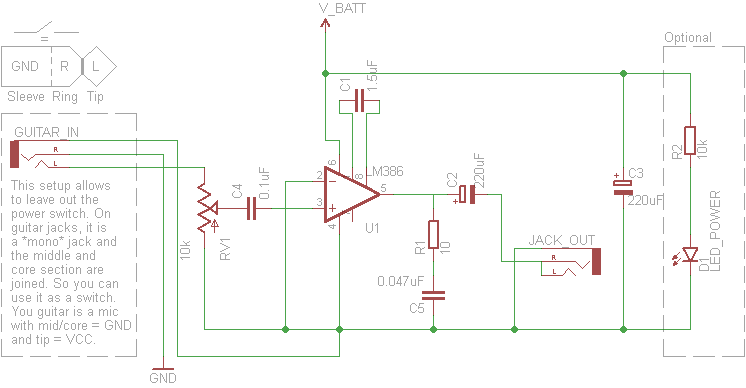 V_BATT
Optional
GND R L
Sleeve Ring Tip
GUITAR_IN
R
L
This setup allows
to leave out the
power switch. On
guitar jacks, it is
a *mono* jack and
the middle and
core section are
joined. So you can
use it as a switch.
You guitar is a mic
with mid/core = GND
and tip = VCC.
GND
10k
RV1
C4
0.1uF
C1
1.5uF
6
8
2
3
4
5
LM386
U1
C2
220uF
R1
10
0.047uF
C5
JACK_OUT
R
L
C3
220uF
R2
10k
D1
LED_POWER